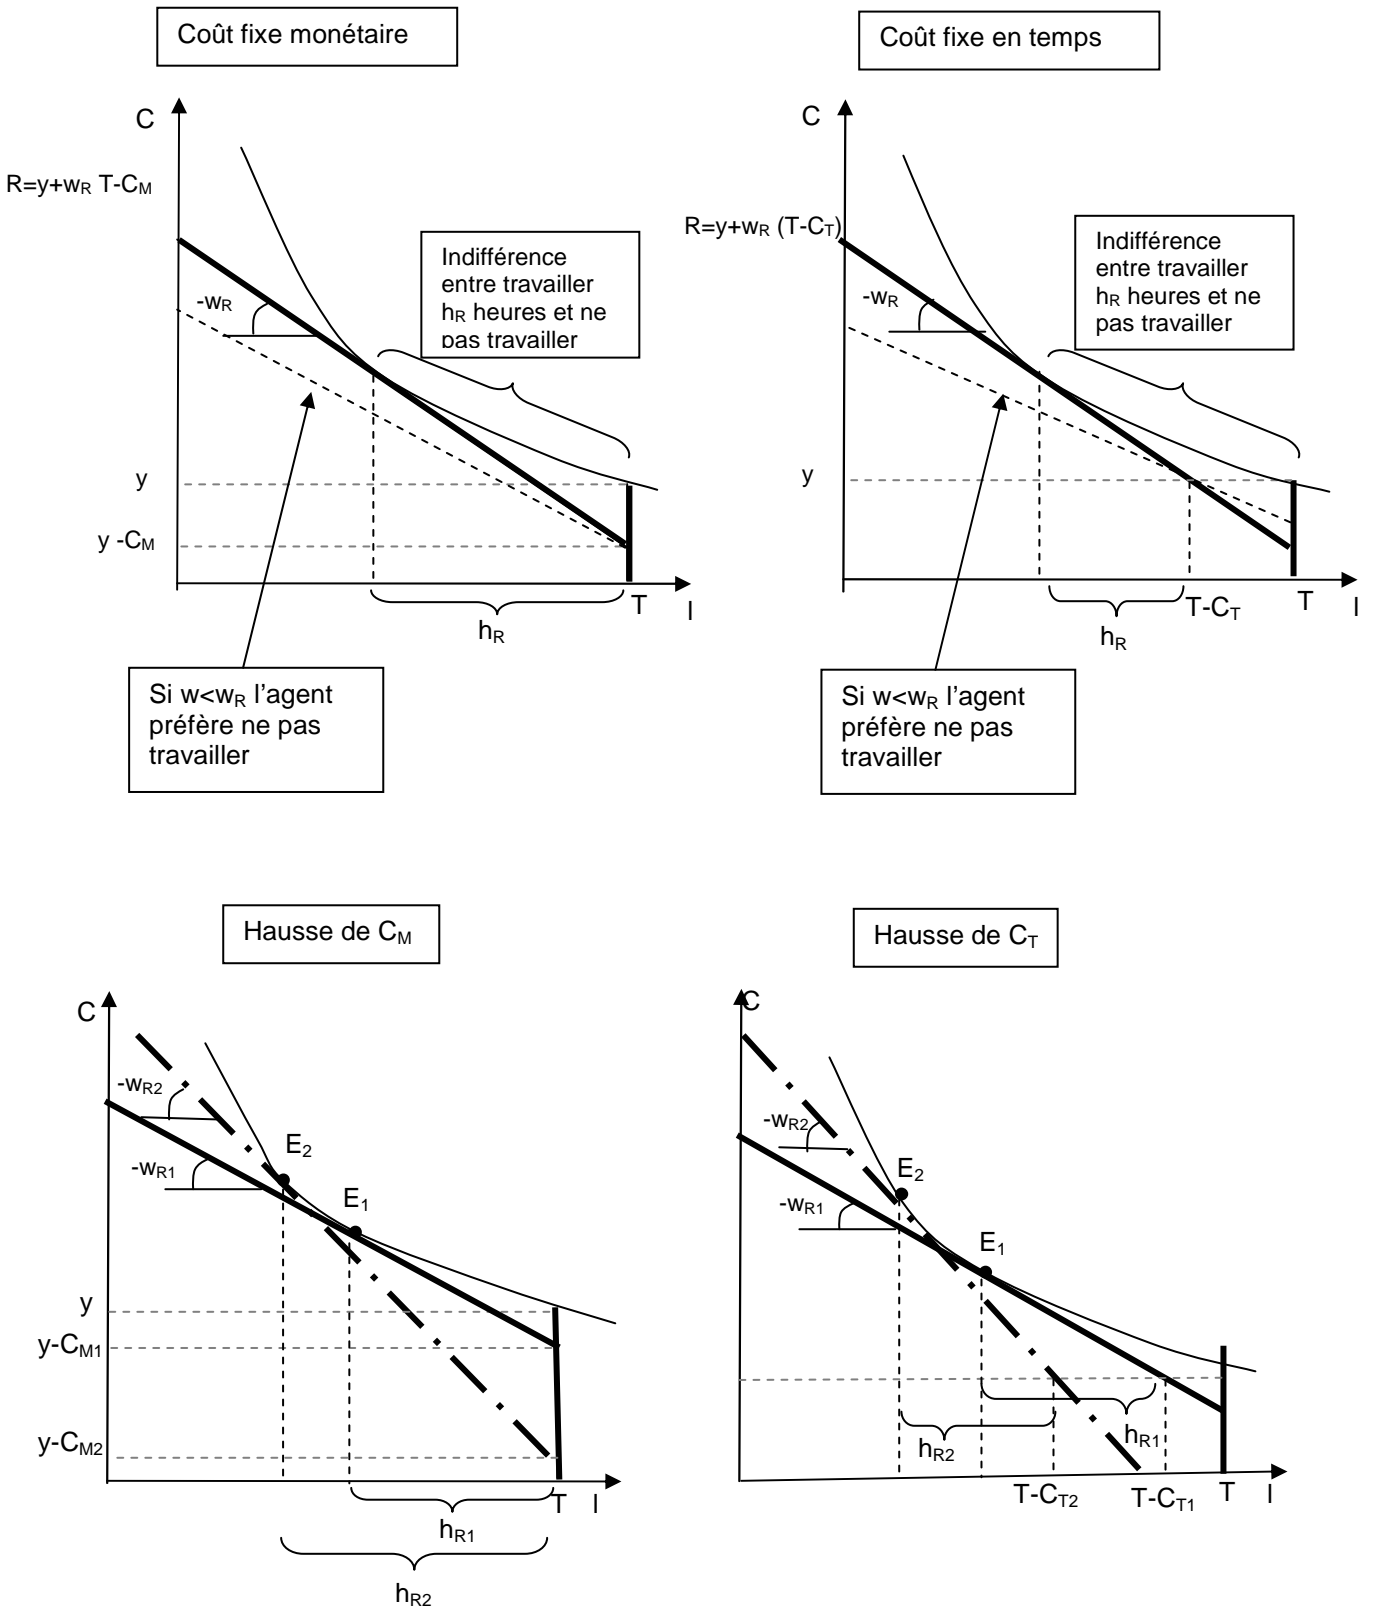 Coût fixe monétaire
Coût fixe en temps
C
R=y+wR T-CM
-wR
Indifférence
entre travailler
hR heures et ne
pas travailler
y
y -CM
T
l
hR
Si w<wR l’agent
préfère ne pas
travailler
C
R=y+wR (T-CT)
-wR
Indifférence
entre travailler
hR heures et ne
pas travailler
y
T-CT
T
l
hR
Si w<wR l’agent
préfère ne pas
travailler
Hausse de CM
Hausse de CT
C
-wR2
-wR1
E2
E1
y
y-CM1
y-CM2
T
l
hR1
hR2
C
-wR2
-wR1
E2
E1
hR2
hR1
T-CT2
T-CT1
T
l